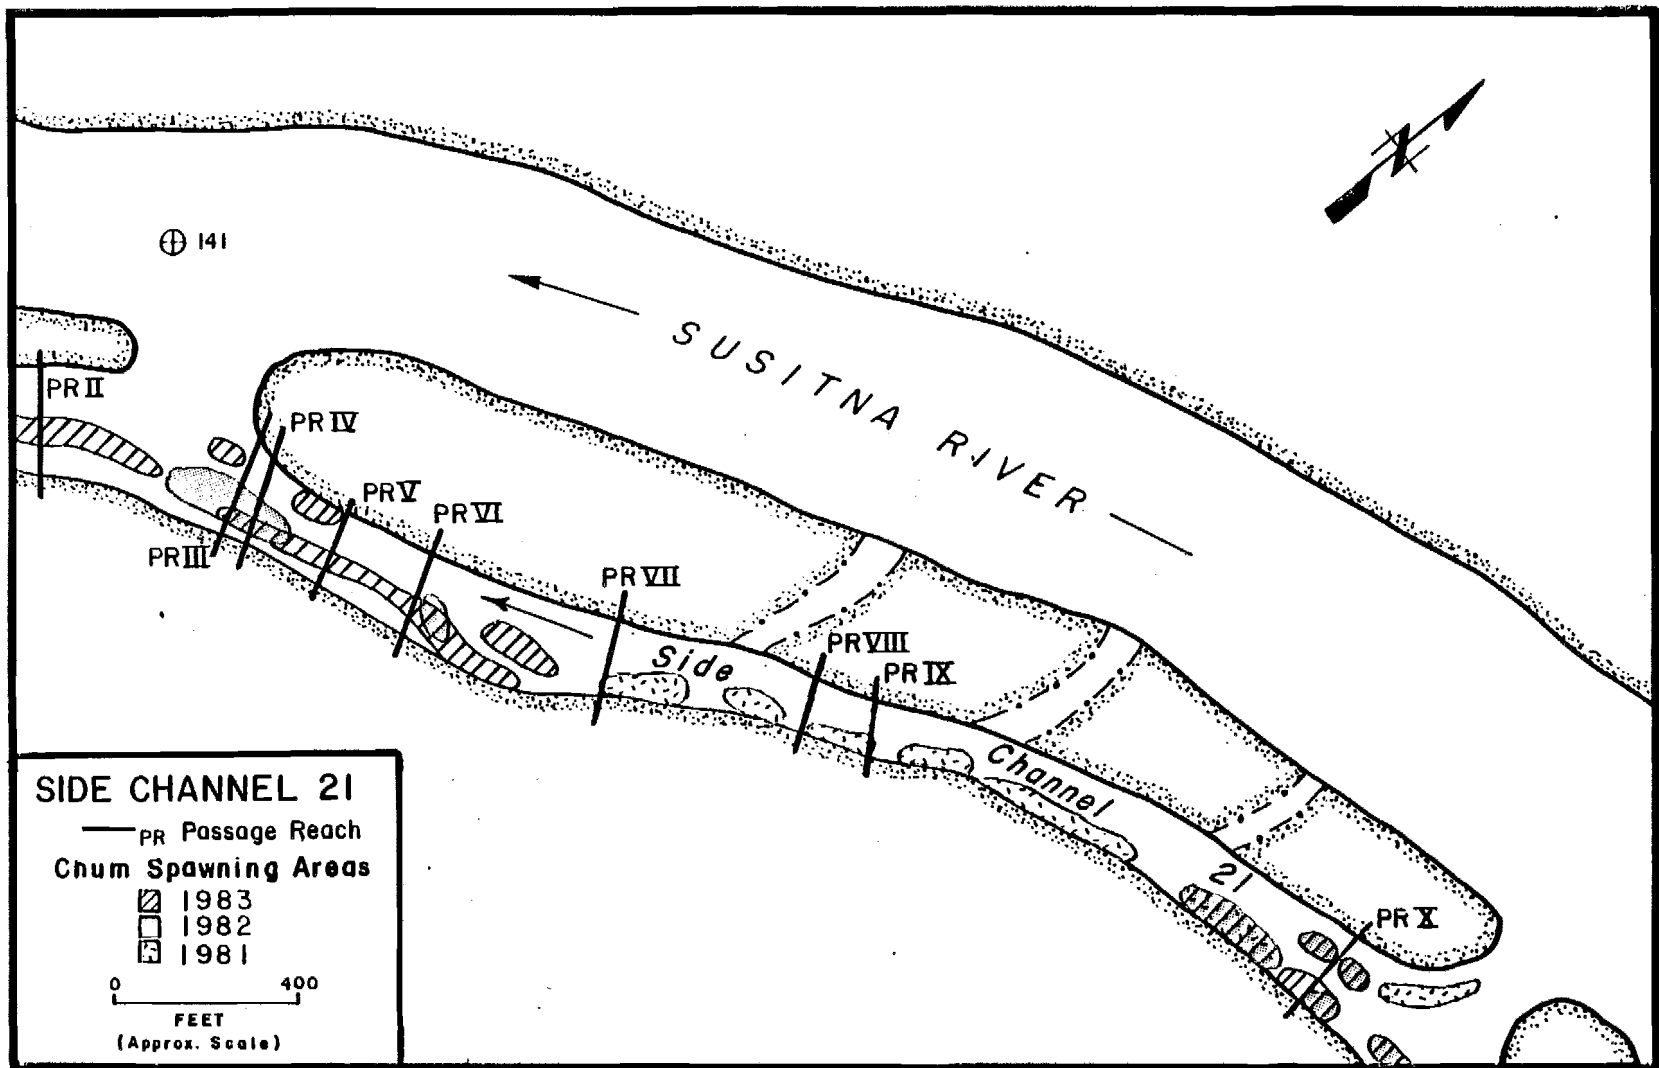 N
141
SUSITNA RIVER
PR II
PR IV
PR V
PR VI
PR III
PR VII
Side
PR VIII
PR IX
Channel
21
PR X
SIDE CHANNEL 21
PR Passage Reach
Chum Spawning Areas
1983
1982
1981
0 400
FEET
(Approx. Scale)